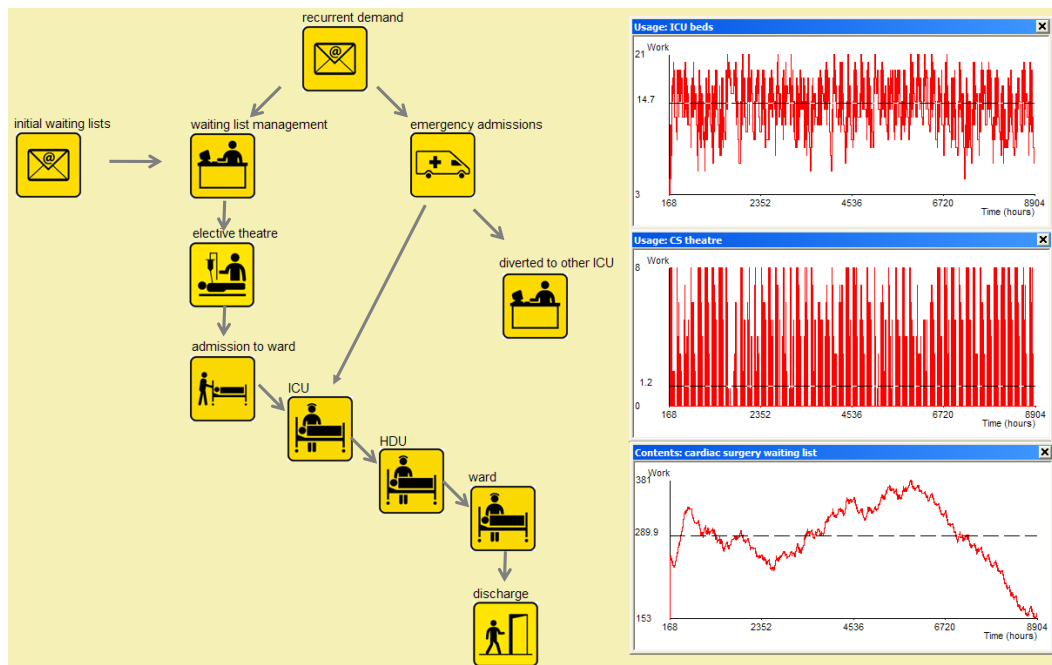 recurrent demand
initial waiting lists
@
@
waiting list management
emergency admissions
elective theatre
diverted to other ICU
admission to ward
ICU
HDU
ward
discharge
Usage: ICU beds
Work
21
14.7
3
168 2352 4536 6720 8904
Time (hours)
Usage: CS theatre
Work
8
1.2
0
168 2352 4536 6720 8904
Time (hours)
Contents: cardiac surgery waiting list
Work
381
289.9
153
168 2352 4536 6720 8904
Time (hours)